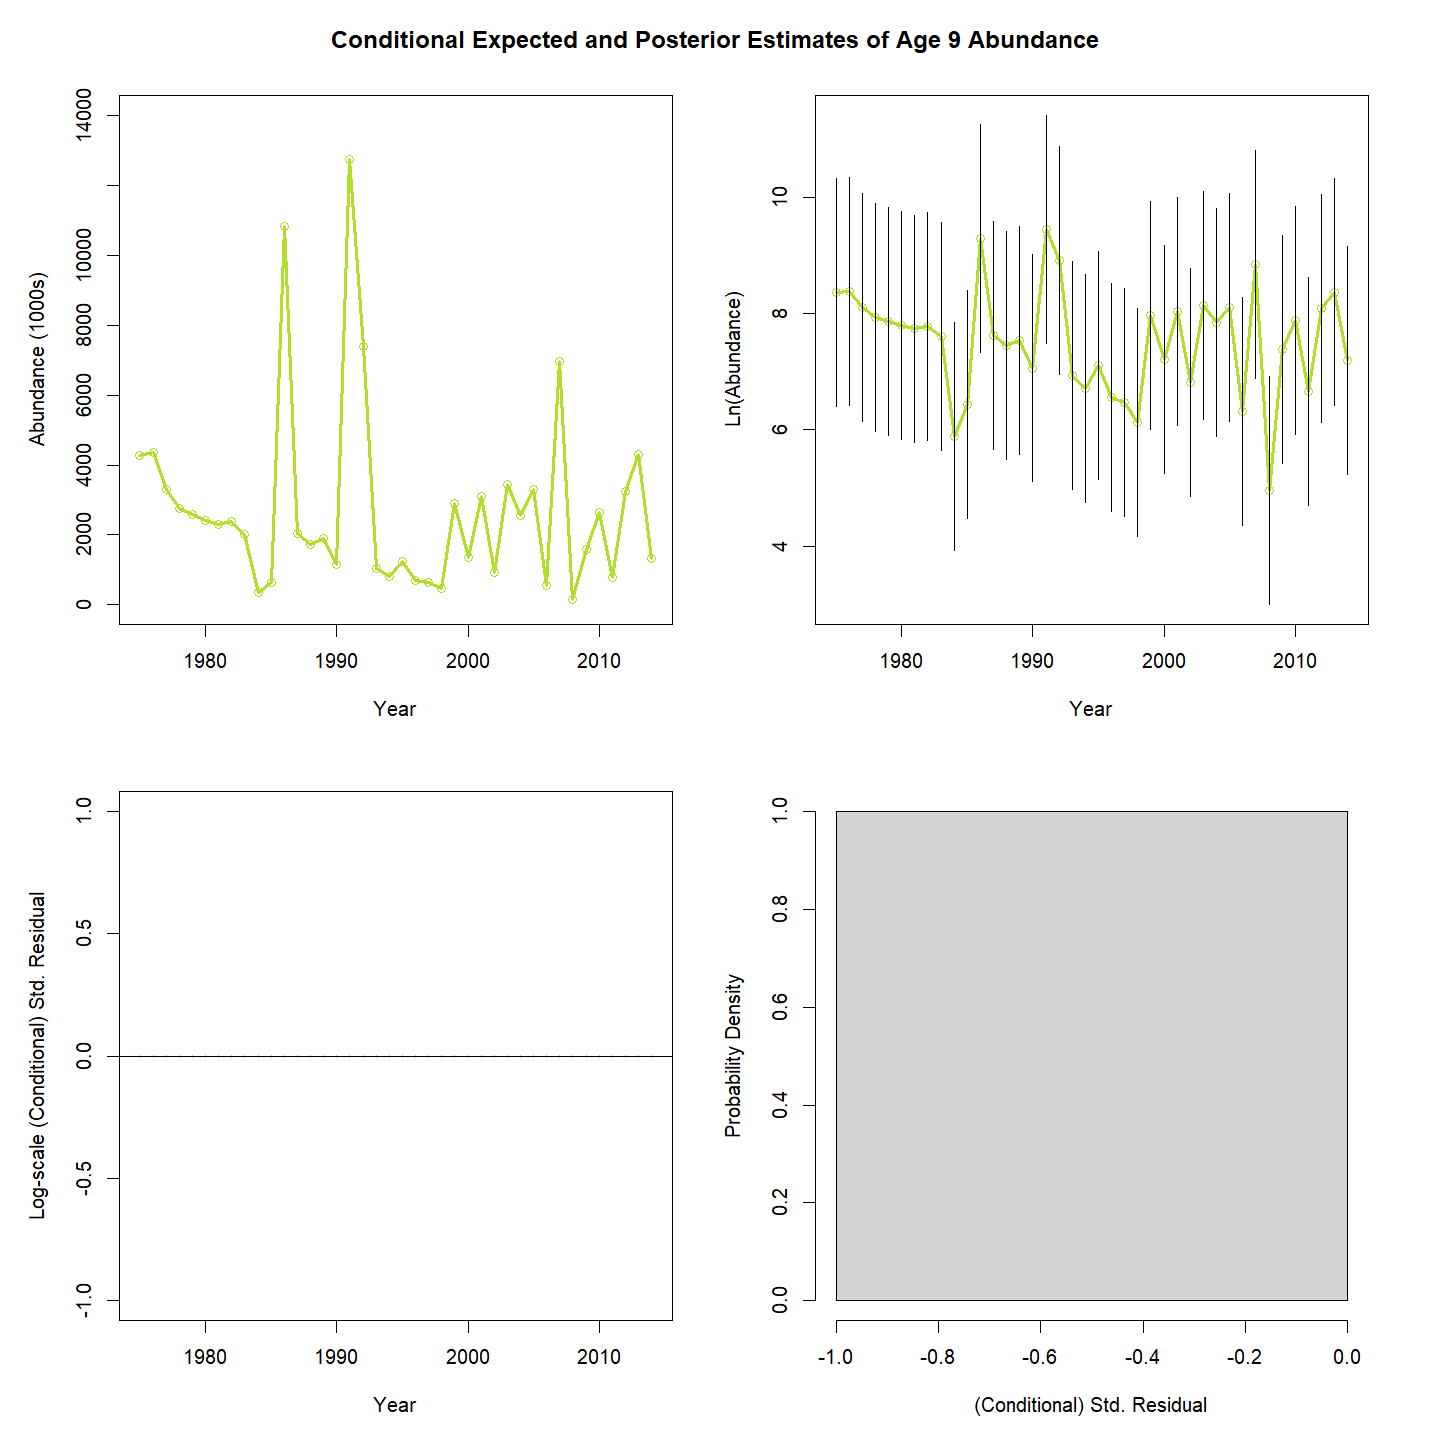 Conditional Expected and Posterior Estimates of Age 9 Abundance
Abundance (1000s)
14000
10000
8000
6000
4000
2000
0
1980 1990 2000 2010
Year
Ln(Abundance)
10
8
6
4
1980 1990 2000 2010
Year
Log-scale (Conditional) Std. Residual
1.0
0.5
0.0
-0.5
-1.0
1980 1990 2000 2010
Year
Probability Density
1.0
0.8
0.6
0.4
0.2
0.0
-1.0 -0.8 -0.6 -0.4 -0.2 0.0
(Conditional) Std. Residual